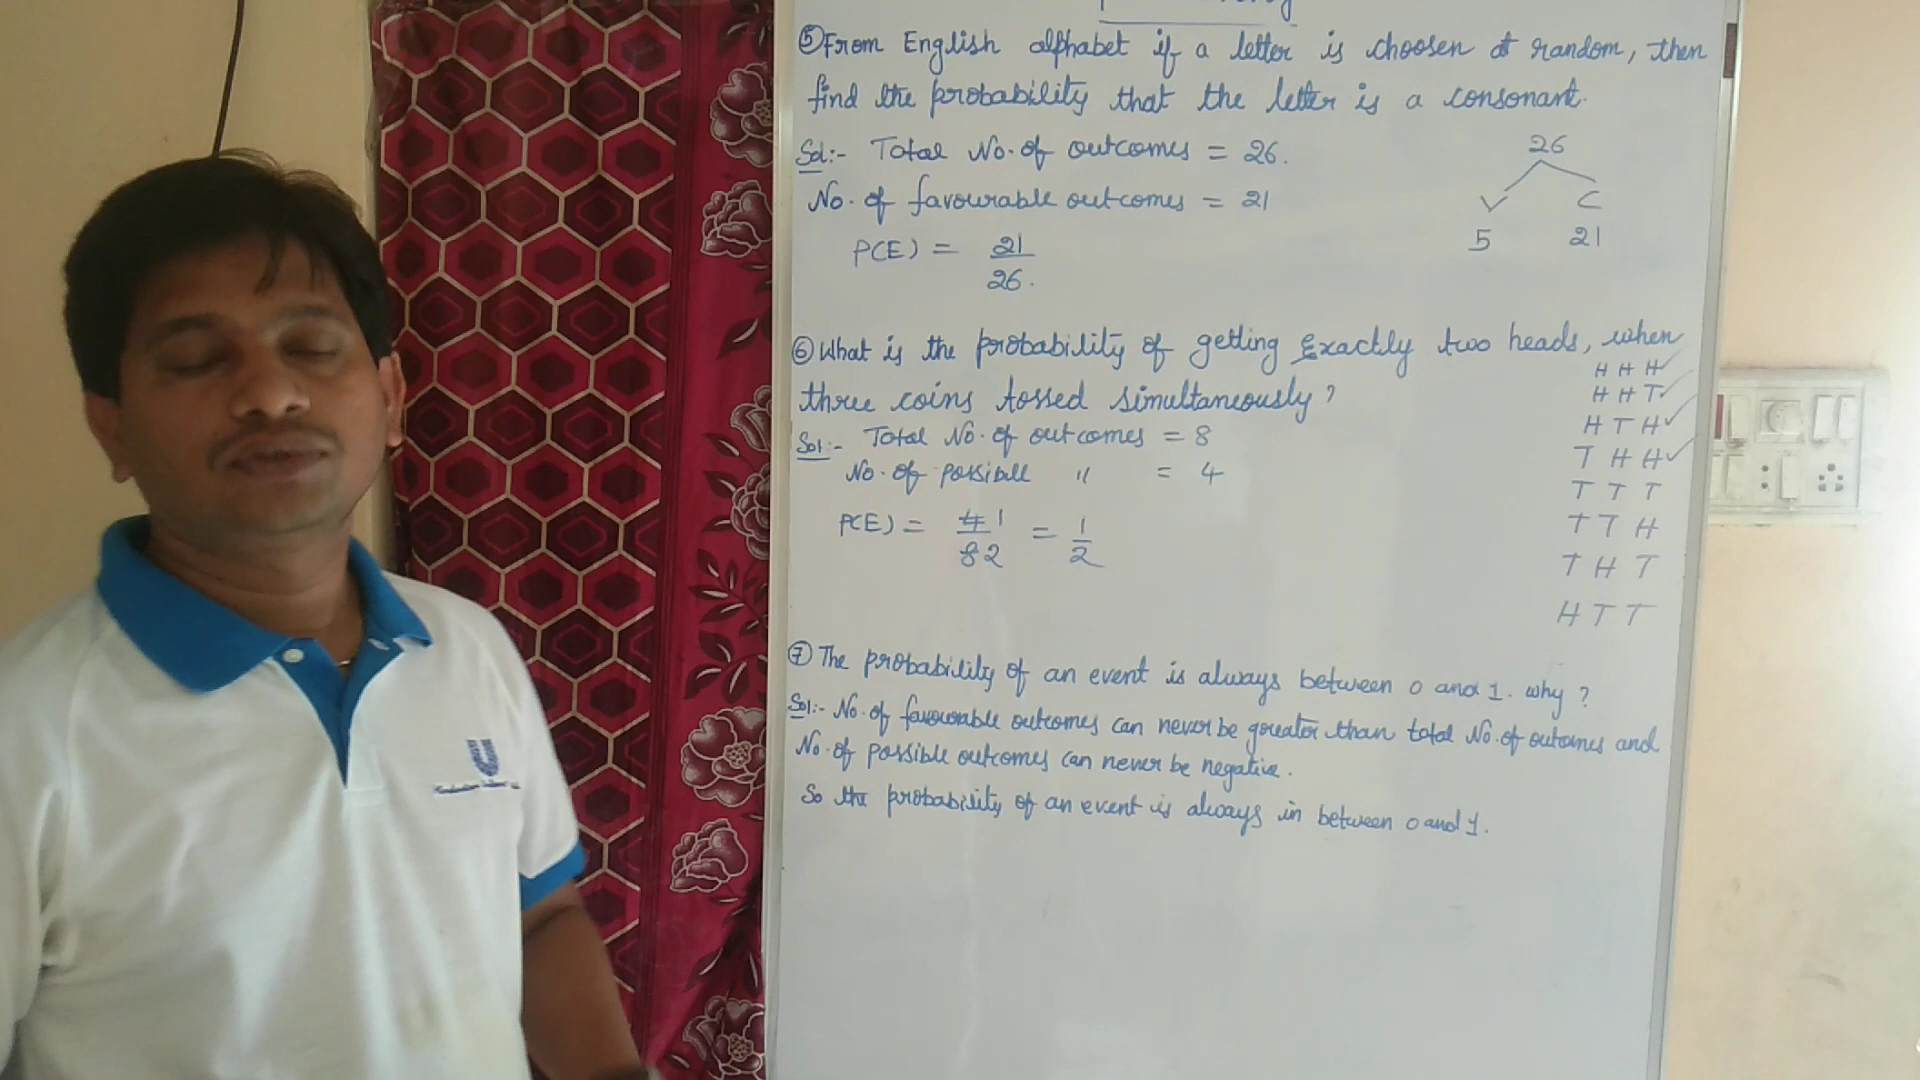 ⑤ From English alphabet if a letter is choosen at random, then
find the probability that the letter is a consonant.
Sol:- Total No. of outcomes = 26.
No. of favourable outcomes = 21
P(E) = 21/26.
26
V C
5 21
⑥ What is the probability of getting Exactly two heads, when
three coins tossed simultaneously?
Sol:- Total No. of outcomes = 8
No. of possible " = 4
P(E) = 4 1 / 8 2 = 1/2
H H H ✓
H H T ✓
H T H ✓
T H H ✓
T T T
T T H
T H T
H T T
⑦ The probability of an event is always between 0 and 1. why?
Sol:- No. of favourable outcomes can never be greater than total No. of outcomes and
No. of possible outcomes can never be negative.
So the probability of an event is always in between 0 and 1.